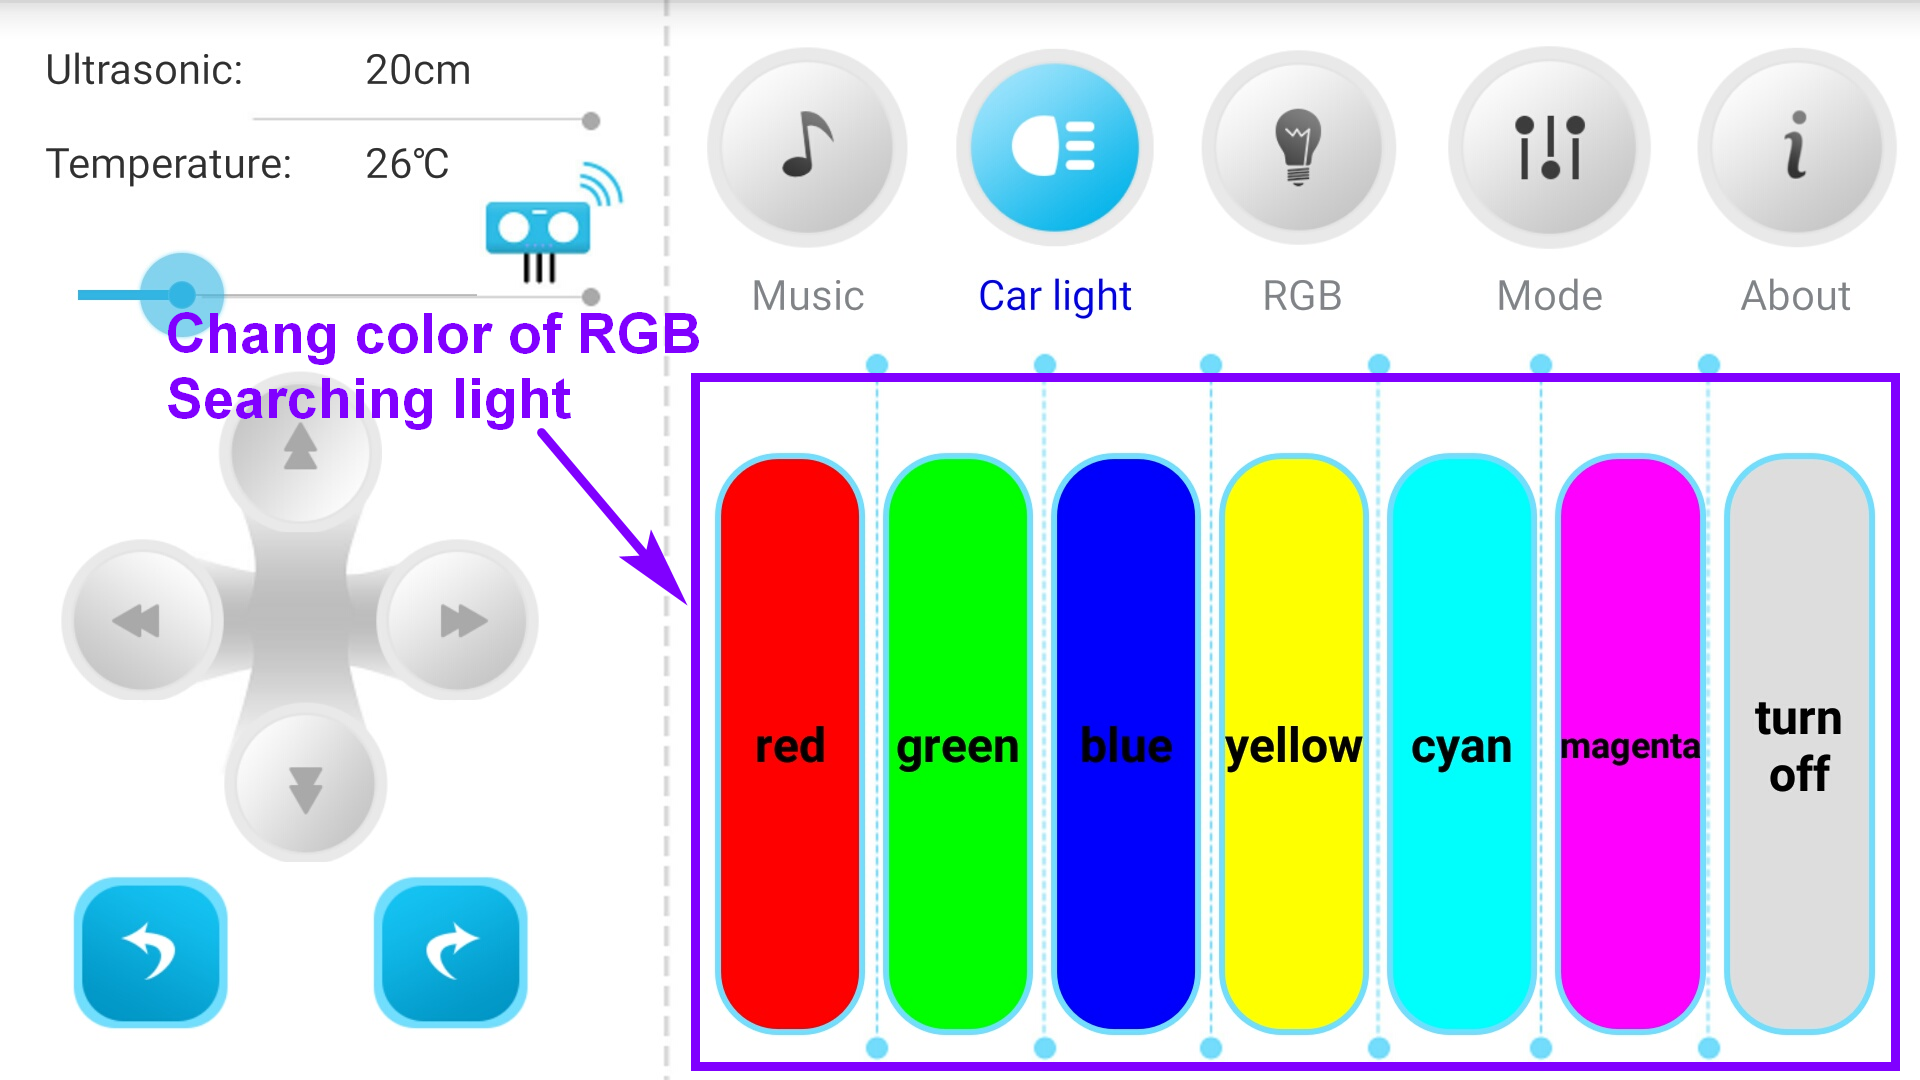 Ultrasonic: 20cm
Temperature: 26℃
Music Car light RGB Mode About
Chang color of RGB
Searching light
red green blue yellow cyan magenta turn
off